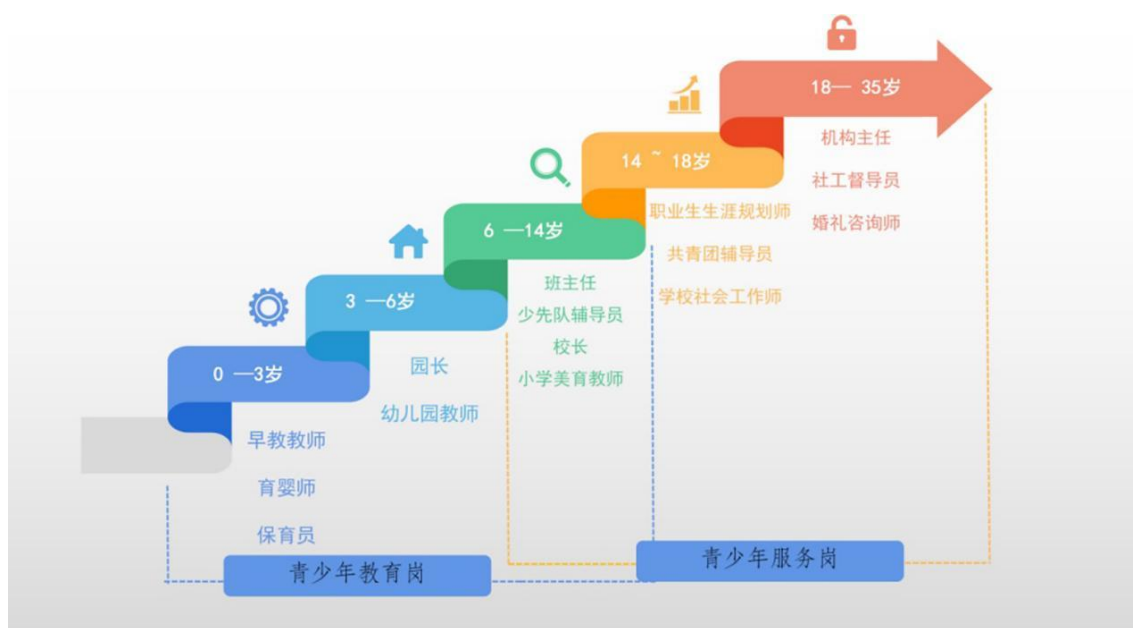 18— 35岁
机构主任
社工督导员
婚礼咨询师
14 ~ 18岁
职业生生涯规划师
共青团辅导员
学校社会工作师
6 —14岁
班主任
少先队辅导员
校长
小学美育教师
3 —6岁
园长
幼儿园教师
0 —3岁
早教教师
育婴师
保育员
青少年教育岗
青少年服务岗